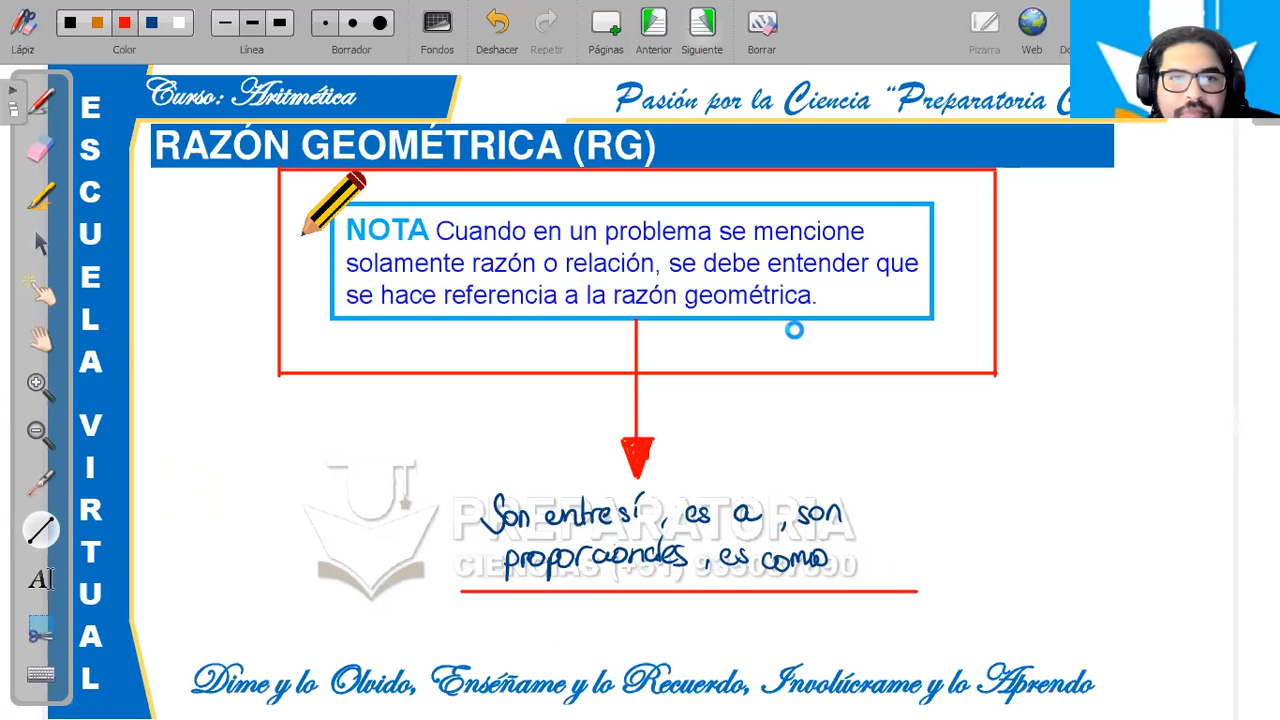 Lápiz
Color
Línea
Borrador
Fondos
Deshacer
Repetir
Páginas
Anterior
Siguiente
Borrar
Pizarra
Web
ESCUELA VIRTUAL
Curso: Aritmética
Pasión por la Ciencia “Preparatoria
RAZÓN GEOMÉTRICA (RG)
NOTA Cuando en un problema se mencione
solamente razón o relación, se debe entender que
se hace referencia a la razón geométrica.
Son entre sí, es a, son
proporcionales, es como
PREPARATORIA
Dime y lo Olvido, Enséñame y lo Recuerdo, Involúcrame y lo Aprendo